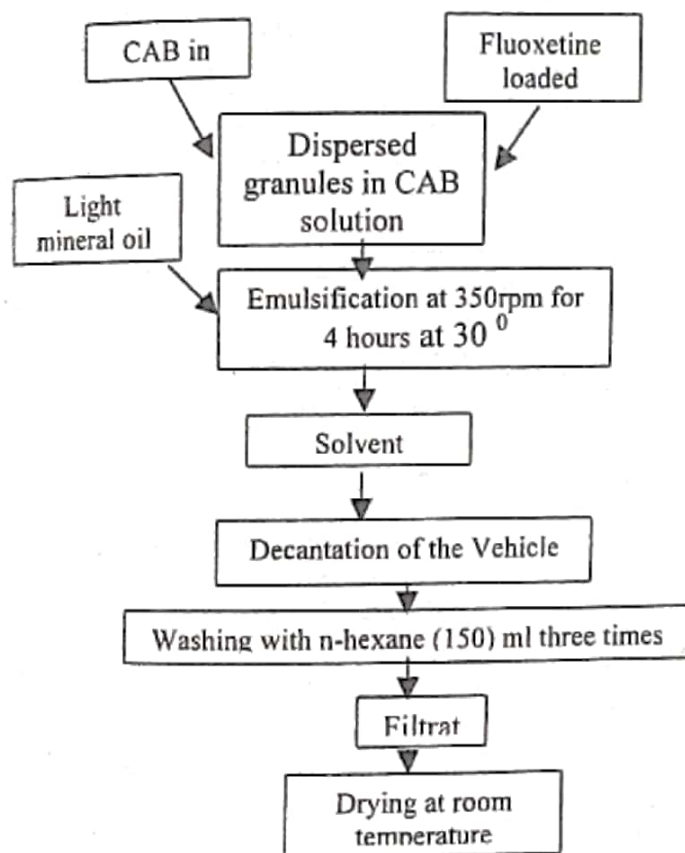 CAB in
Fluoxetine
loaded
Dispersed
granules in CAB
solution
Light
mineral oil
Emulsification at 350rpm for
4 hours at 30 ⁰
Solvent
Decantation of the Vehicle
Washing with n-hexane (150) ml three times
Filtrat
Drying at room
temnerature